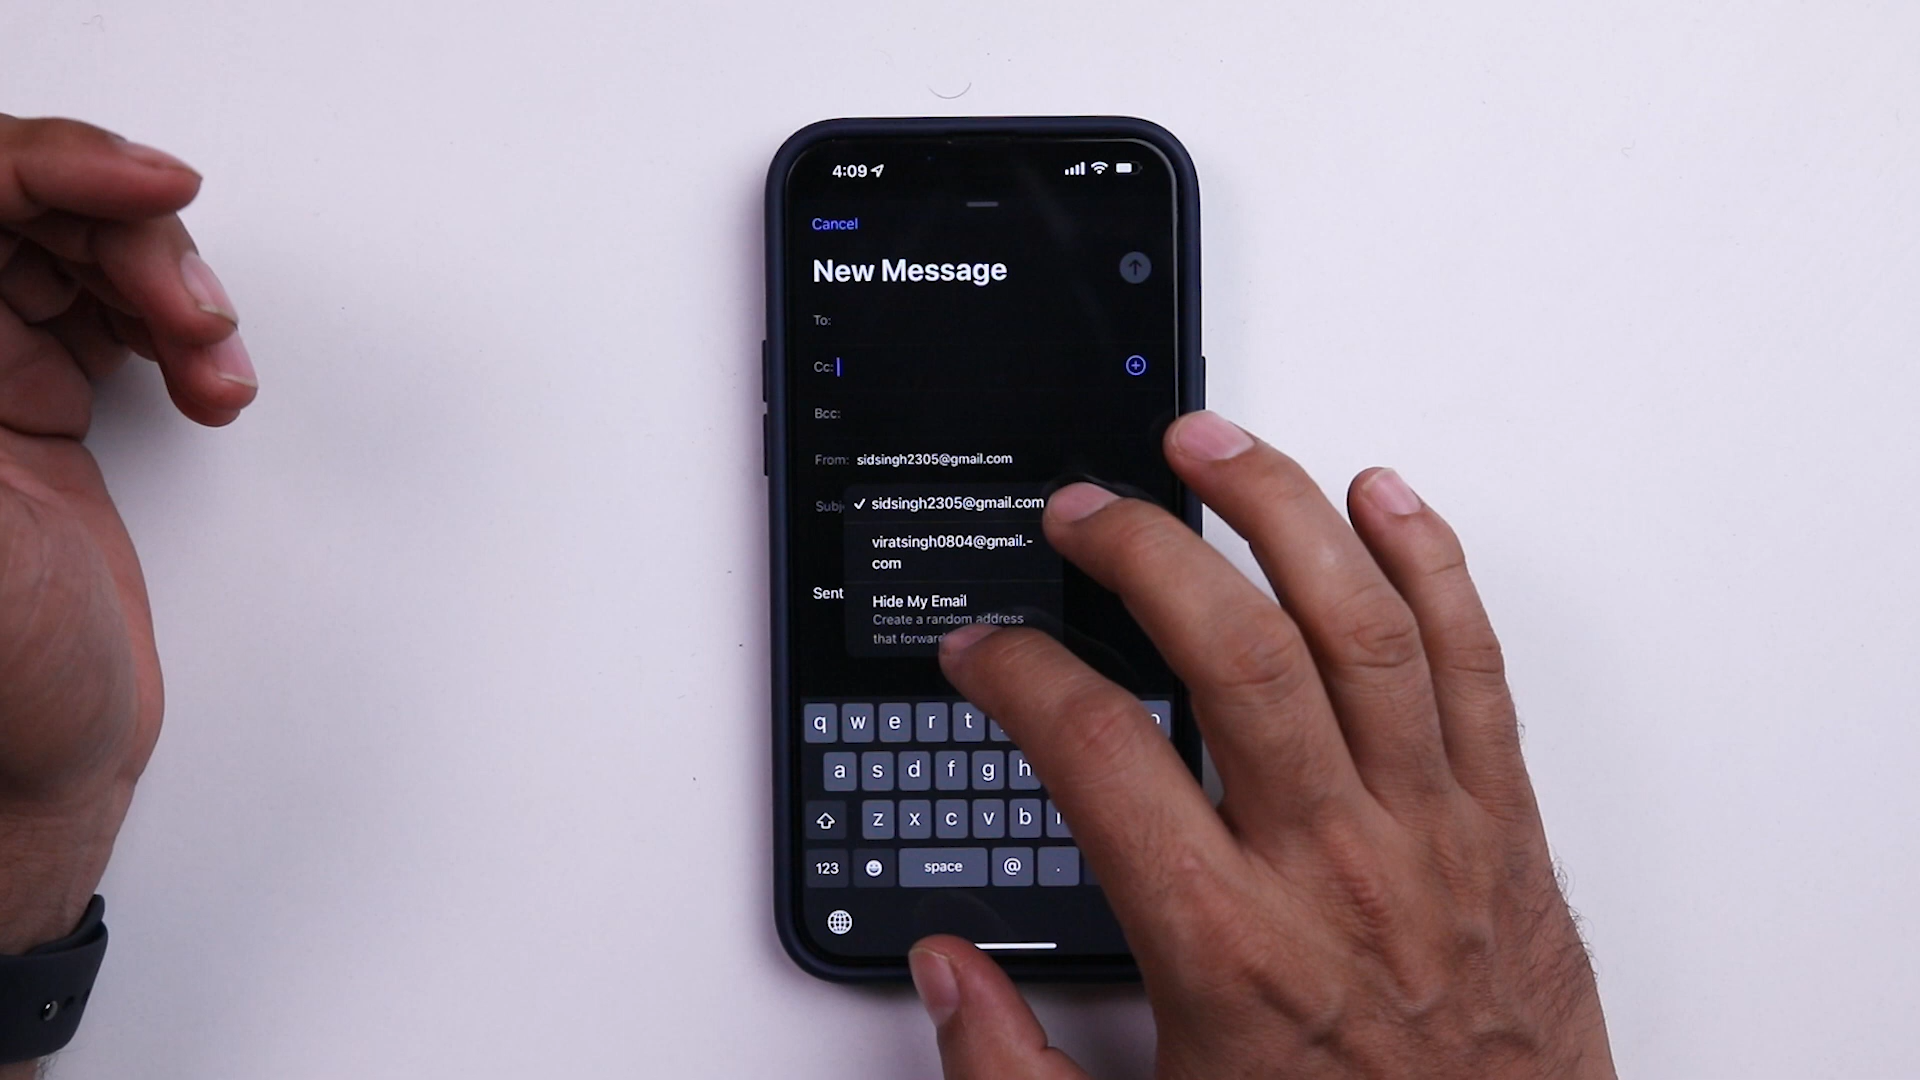 4:09
Cancel
New Message
To:
Cc:
Bcc:
From: sidsingh2305@gmail.com
sidsingh2305@gmail.com
viratsingh0804@gmail.-
com
Sent
Hide My Email
Create a random address
that
q w e r t
a s d f g h
z x c v b
123 space @ .